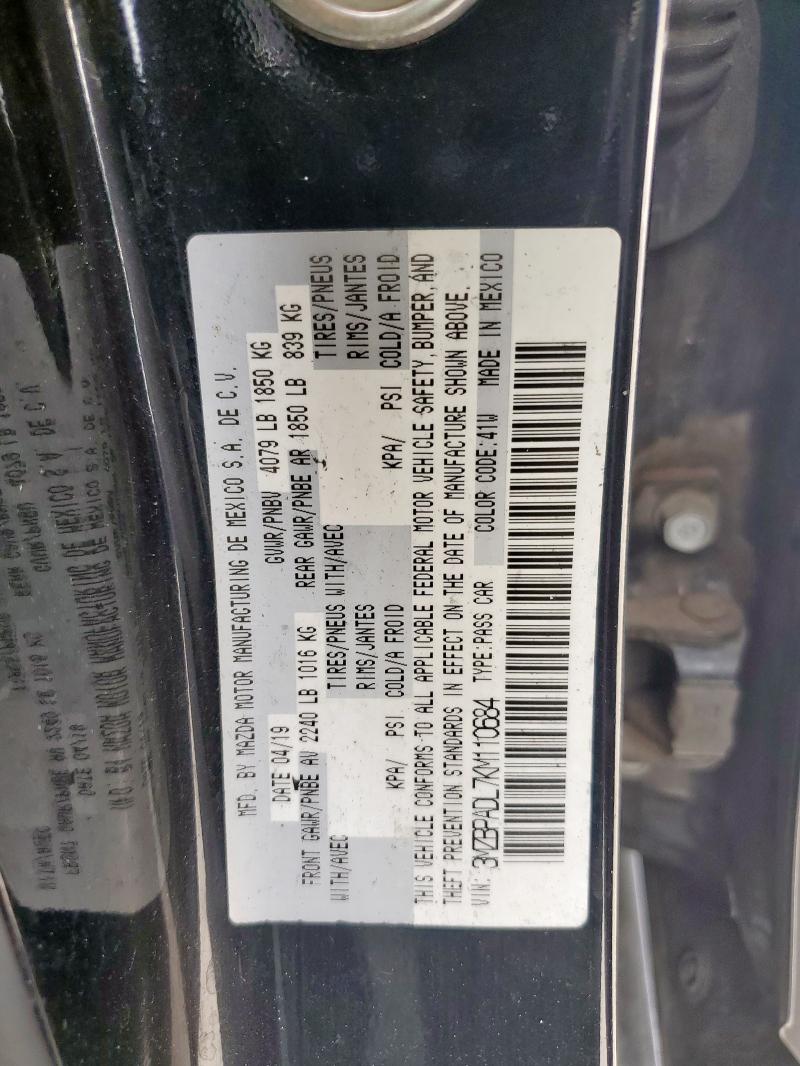 MFD. BY MAZDA MOTOR MANUFACTURING DE MEXICO S.A. DE C.V.
DATE 04/19 GVWR/PNBV 4079 LB 1850 KG
FRONT GAWR/PNBE AV 2240 LB 1016 KG REAR GAWR/PNBE AR 1850 LB 839 KG
WITH/AVEC TIRES/PNEUS WITH/AVEC TIRES/PNEUS
RIMS/JANTES RIMS/JANTES
KPA/ PSI COLD/A FROID KPA/ PSI COLD/A FROID
THIS VEHICLE CONFORMS TO ALL APPLICABLE FEDERAL MOTOR VEHICLE SAFETY, BUMPER, AND
THEFT PREVENTION STANDARDS IN EFFECT ON THE DATE OF MANUFACTURE SHOWN ABOVE.
VIN: 3MZBPADL7KM110684 TYPE: PASS CAR COLOR CODE: 41W MADE IN MEXICO